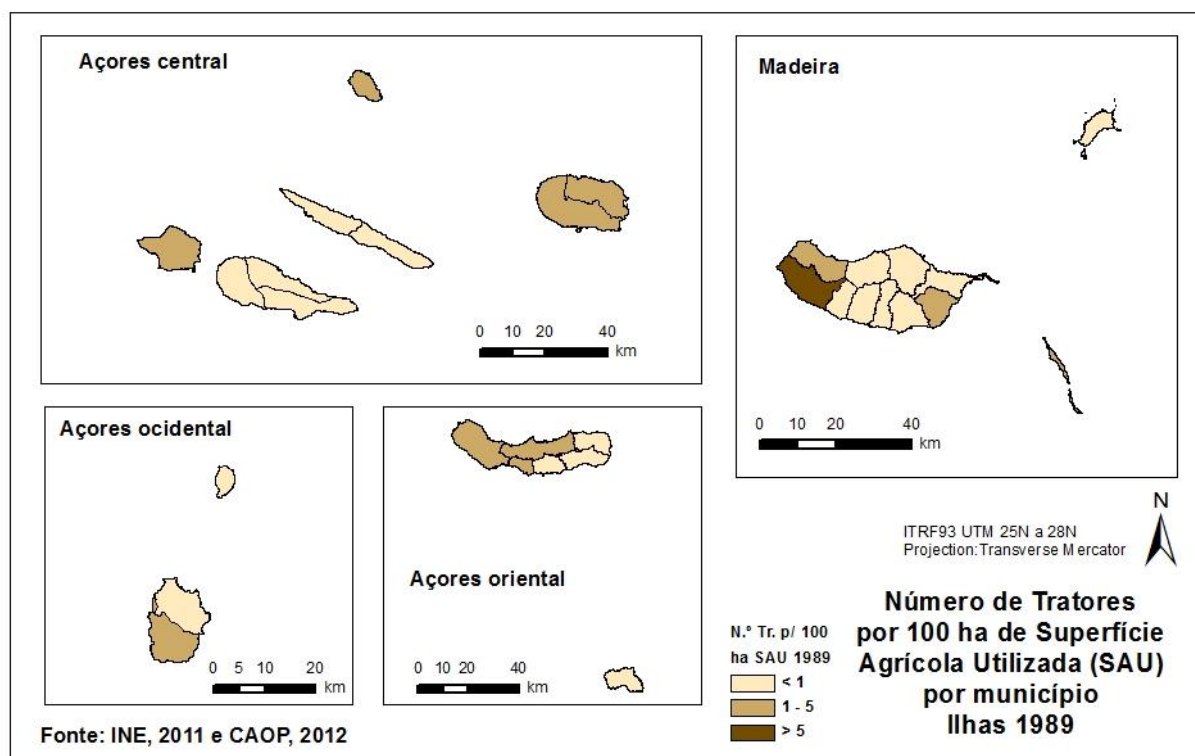 Açores central
0 10 20 40
km
Madeira
0 10 20 40
km
Açores ocidental
0 5 10 20
km
Açores oriental
0 10 20 40
km
N
ITRF93 UTM 25N a 28N
Projection:Transverse Mercator
N.º Tr. p/ 100
ha SAU 1989
< 1
1 - 5
> 5
Número de Tratores
por 100 ha de Superfície
Agrícola Utilizada (SAU)
por município
Ilhas 1989
Fonte: INE, 2011 e CAOP, 2012